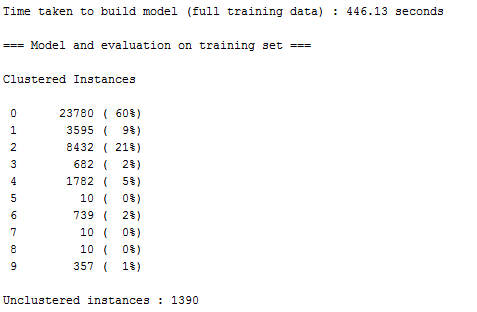 Time taken to build model (full training data) : 446.13 seconds
=== Model and evaluation on training set ===
Clustered Instances
0 23780 ( 60%)
1 3595 ( 9%)
2 8432 ( 21%)
3 682 ( 2%)
4 1782 ( 5%)
5 10 ( 0%)
6 739 ( 2%)
7 10 ( 0%)
8 10 ( 0%)
9 357 ( 1%)
Unclustered instances : 1390